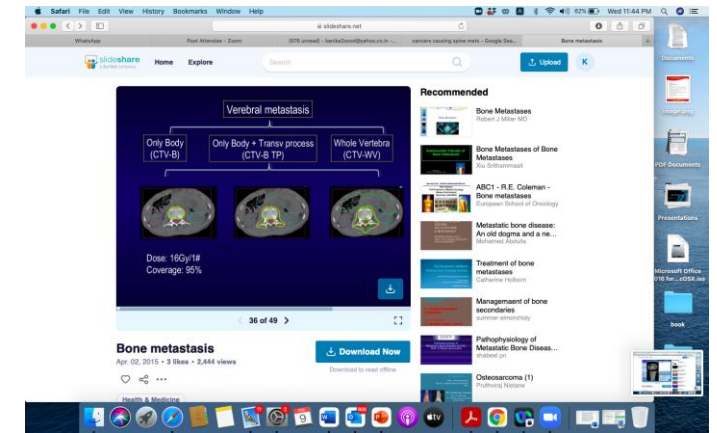 Safari File Edit View History Bookmarks Window Help
62% Wed 11:44 PM
slideshare.net
WhatsApp
Post Attendee - Zoom
cancers causing spine mets - Google Sea...
Bone metastasis
slideshare
Home
Explore
Search
Upload
K
Verebral metastasis
Only Body
(CTV-B)
Only Body + Transv process
(CTV-B TP)
Whole Vertebra
(CTV-WV)
Dose: 16Gy/1#
Coverage: 95%
36 of 49
Bone metastasis
Apr. 02, 2015 • 3 likes • 2,444 views
Download Now
Download to read offline
Health & Medicine
Recommended
Bone Metastases
Robert J Miller MD
Bone Metastases of Bone
Metastases
Xiu Srithammasit
ABC1 - R.E. Coleman -
Bone metastases
European School of Oncology
Metastatic bone disease:
An old dogma and a ne...
Mohamed Abdulla
Treatment of bone
metastases
Catherine Holborn
Managemaent of bone
secondaries
summer elmorshidy
Pathophysiology of
Metastatic Bone Diseas...
shabeel pn
Osteosarcoma (1)
Pruthviraj Nistane
Documents
PDF Documents
Presentations
Microsoft Office
book